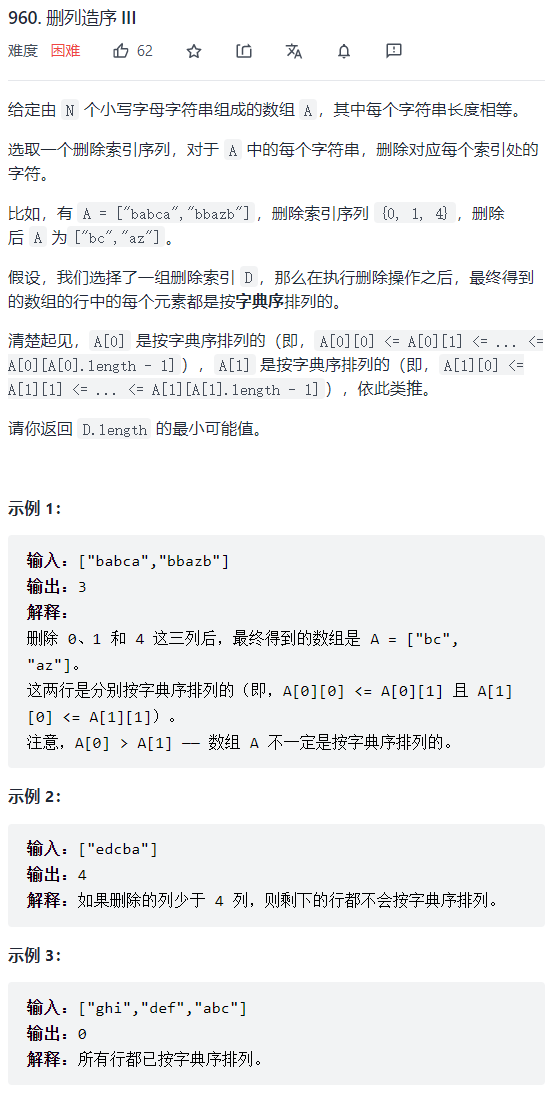 960. 删列造序 III
难度 困难 62
给定由 N 个小写字母字符串组成的数组 A，其中每个字符串长度相等。
选取一个删除索引序列，对于 A 中的每个字符串，删除对应每个索引处的
字符。
比如，有 A = ["babca","bbazb"]，删除索引序列 {0, 1, 4}，删除
后 A 为 ["bc","az"]。
假设，我们选择了一组删除索引 D，那么在执行删除操作之后，最终得到
的数组的行中的每个元素都是按字典序排列的。
清楚起见，A[0] 是按字典序排列的（即，A[0][0] <= A[0][1] <= ... <=
A[0][A[0].length - 1]），A[1] 是按字典序排列的（即，A[1][0] <=
A[1][1] <= ... <= A[1][A[1].length - 1]），依此类推。
请你返回 D.length 的最小可能值。
示例 1：
输入：["babca","bbazb"]
输出：3
解释：
删除 0、1 和 4 这三列后，最终得到的数组是 A = ["bc",
"az"]。
这两行是分别按字典序排列的（即，A[0][0] <= A[0][1] 且 A[1]
[0] <= A[1][1]）。
注意，A[0] > A[1] —— 数组 A 不一定是按字典序排列的。
示例 2：
输入：["edcba"]
输出：4
解释：如果删除的列少于 4 列，则剩下的行都不会按字典序排列。
示例 3：
输入：["ghi","def","abc"]
输出：0
解释：所有行都已按字典序排列。